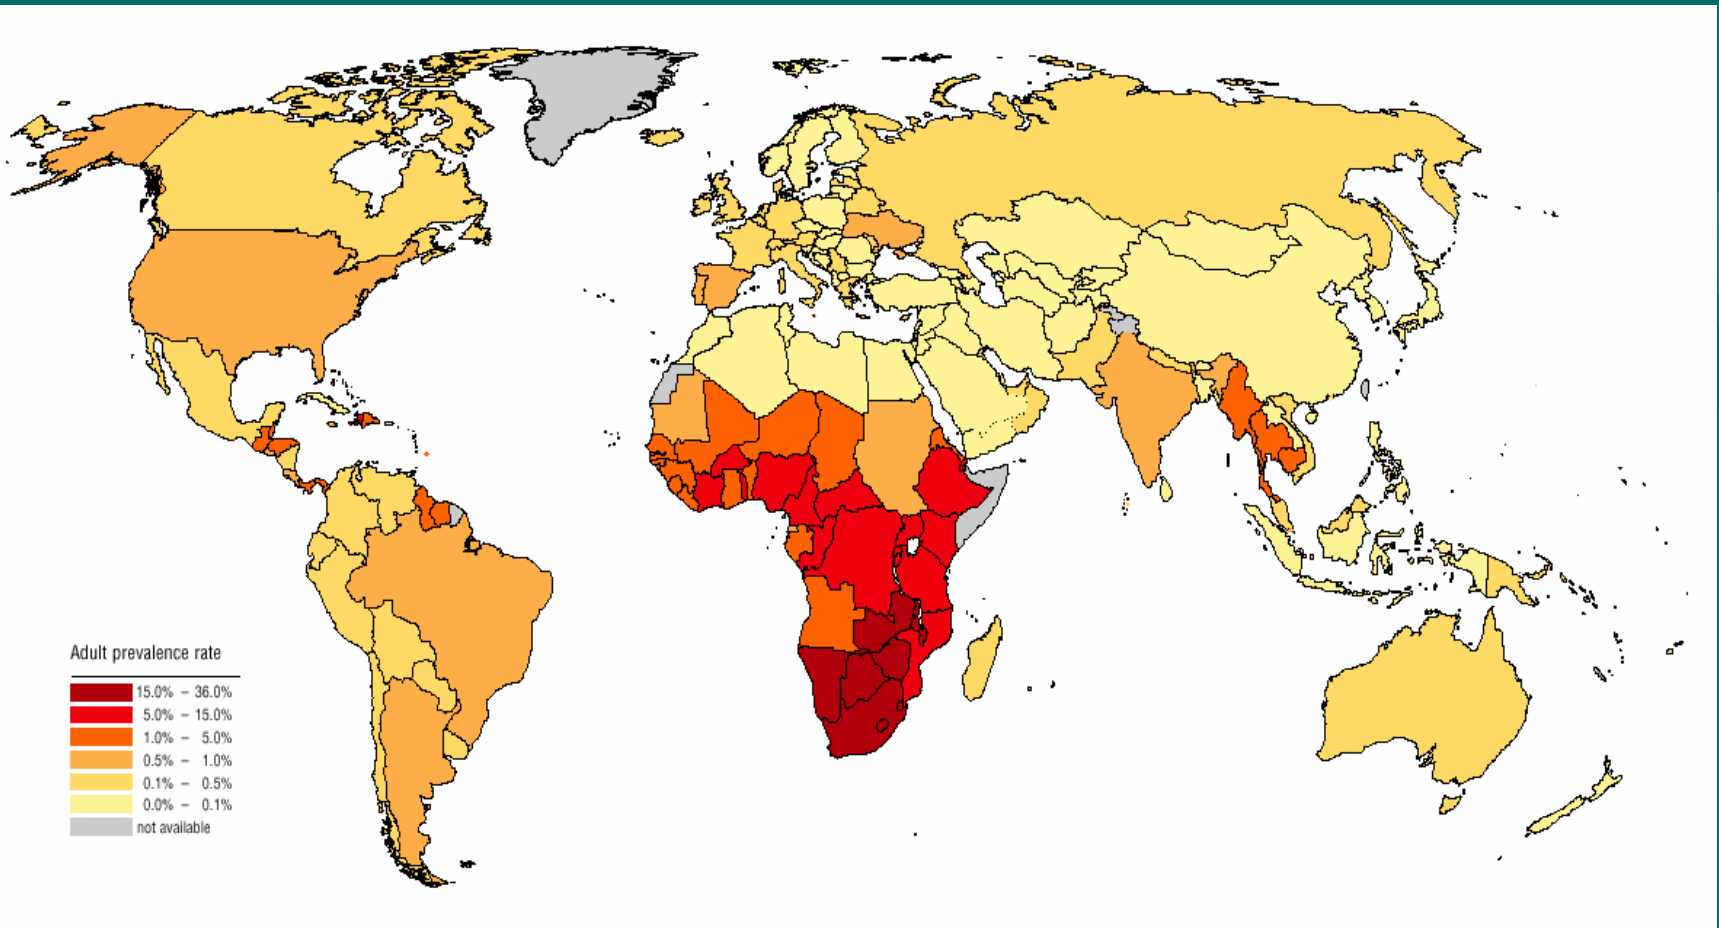 Adult prevalence rate
15.0% – 36.0%
5.0% – 15.0%
1.0% – 5.0%
0.5% – 1.0%
0.1% – 0.5%
0.0% – 0.1%
not available